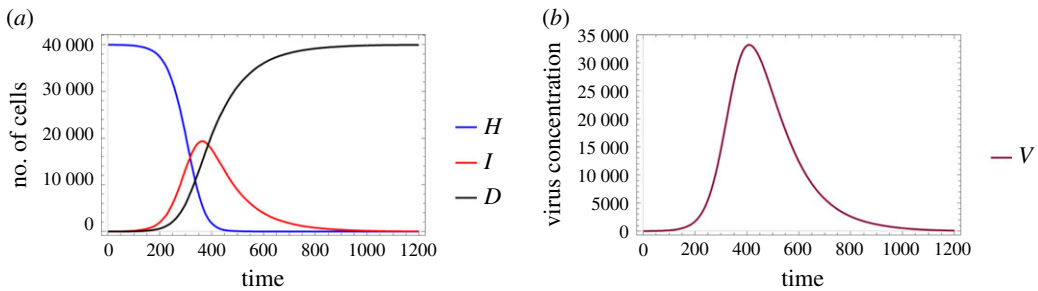 (a)
40 000
30 000
20 000
10 000
0
no. of cells
0 200 400 600 800 1000 1200
time
H
I
D
(b)
35 000
30 000
25 000
20 000
15 000
10 000
5000
0
virus concentration
0 200 400 600 800 1000 1200
time
V